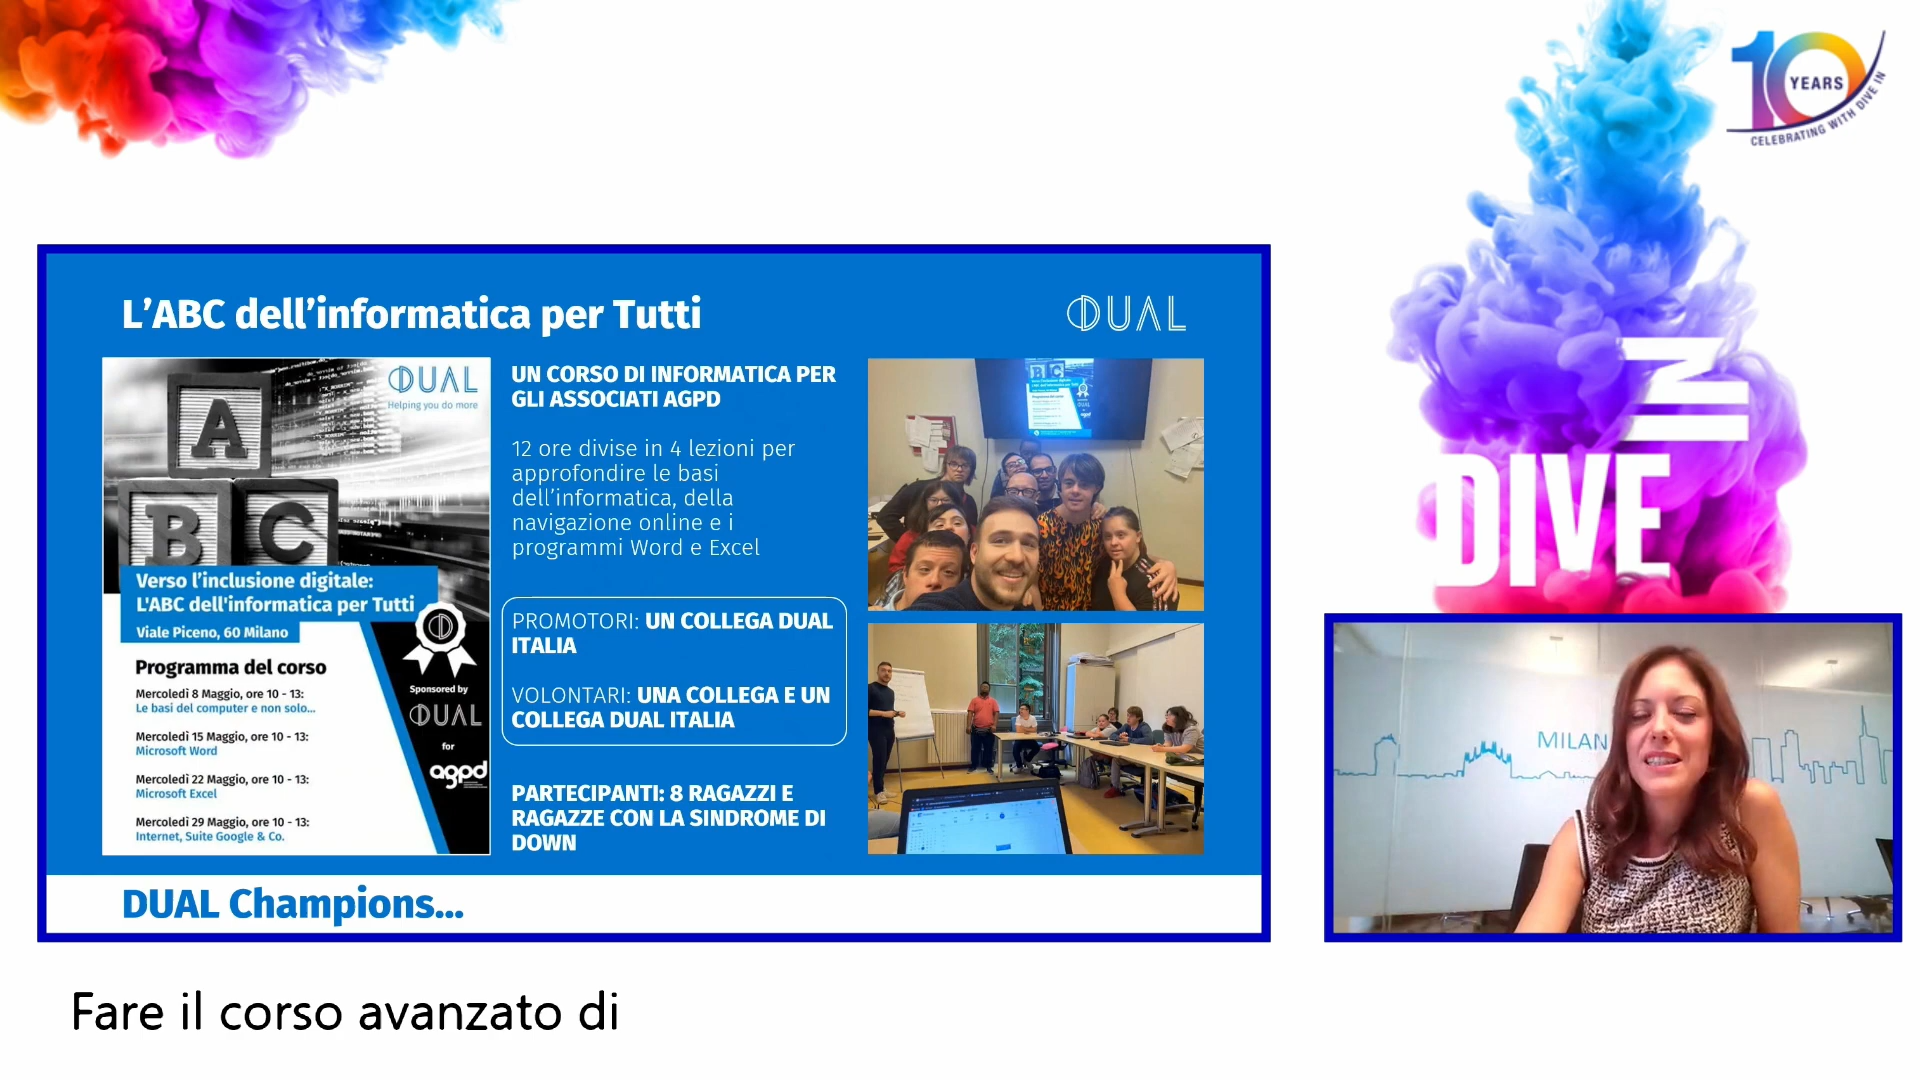 10
YEARS
CELEBRATING WITH DIVE IN
L'ABC dell'informatica per Tutti
DUAL
DUAL
Helping you do more
A
B C
Verso l'inclusione digitale:
L'ABC dell'informatica per Tutti
Viale Piceno, 60 Milano
Programma del corso
Mercoledì 8 Maggio, ore 10 - 13:
Le basi del computer e non solo...
Mercoledì 15 Maggio, ore 10 - 13:
Microsoft Word
Mercoledì 22 Maggio, ore 10 - 13:
Microsoft Excel
Mercoledì 29 Maggio, ore 10 - 13:
Internet, Suite Google & Co.
Sponsored by
DUAL
for
agpd
UN CORSO DI INFORMATICA PER
GLI ASSOCIATI AGPD
12 ore divise in 4 lezioni per
approfondire le basi
dell'informatica, della
navigazione online e i
programmi Word e Excel
PROMOTORI: UN COLLEGA DUAL
ITALIA
VOLONTARI: UNA COLLEGA E UN
COLLEGA DUAL ITALIA
PARTECIPANTI: 8 RAGAZZI E
RAGAZZE CON LA SINDROME DI
DOWN
DUAL Champions...
DIVE IN
MILAN
Fare il corso avanzato di